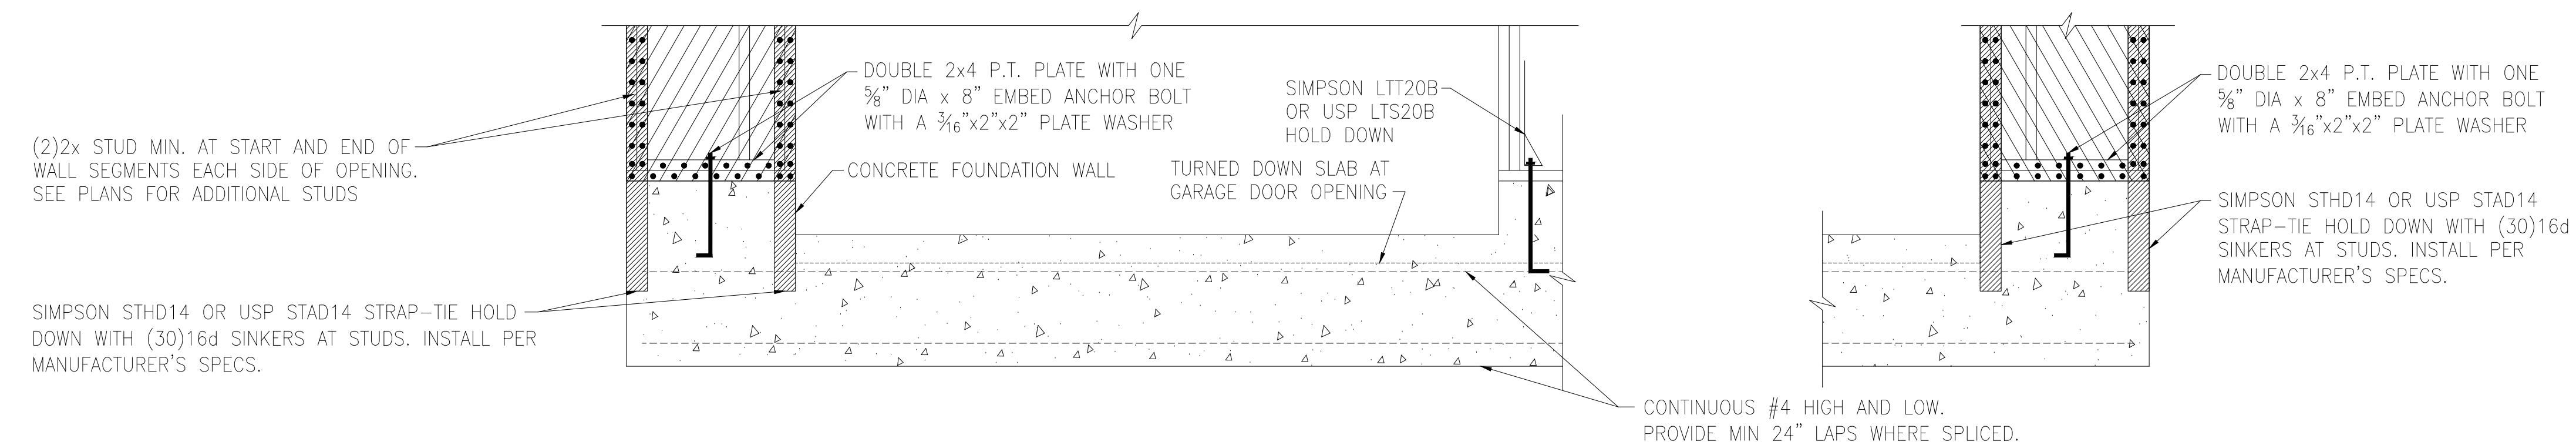 (2)2x STUD MIN. AT START AND END OF
WALL SEGMENTS EACH SIDE OF OPENING.
SEE PLANS FOR ADDITIONAL STUDS
SIMPSON STHD14 OR USP STAD14 STRAP-TIE HOLD
DOWN WITH (30)16d SINKERS AT STUDS. INSTALL PER
MANUFACTURER'S SPECS.
DOUBLE 2x4 P.T. PLATE WITH ONE
5/8" DIA x 8" EMBED ANCHOR BOLT
WITH A 3/16"x2"x2" PLATE WASHER
CONCRETE FOUNDATION WALL
SIMPSON LTT20B
OR USP LTS20B
HOLD DOWN
TURNED DOWN SLAB AT
GARAGE DOOR OPENING
CONTINUOUS #4 HIGH AND LOW.
PROVIDE MIN 24" LAPS WHERE SPLICED.
DOUBLE 2x4 P.T. PLATE WITH ONE
5/8" DIA x 8" EMBED ANCHOR BOLT
WITH A 3/16"x2"x2" PLATE WASHER
SIMPSON STHD14 OR USP STAD14
STRAP-TIE HOLD DOWN WITH (30)16d
SINKERS AT STUDS. INSTALL PER
MANUFACTURER'S SPECS.